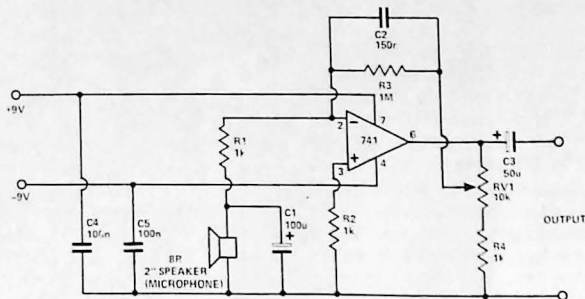 C2
150r
R3
1M
+9V
7
2
741
6
R1
1k
3
4
C3
50u
RV1
10k
-9V
C4
100n
C5
100n
C1
100u
R2
1k
OUTPUT
R4
1k
2" SPEAKER
(MICROPHONE)